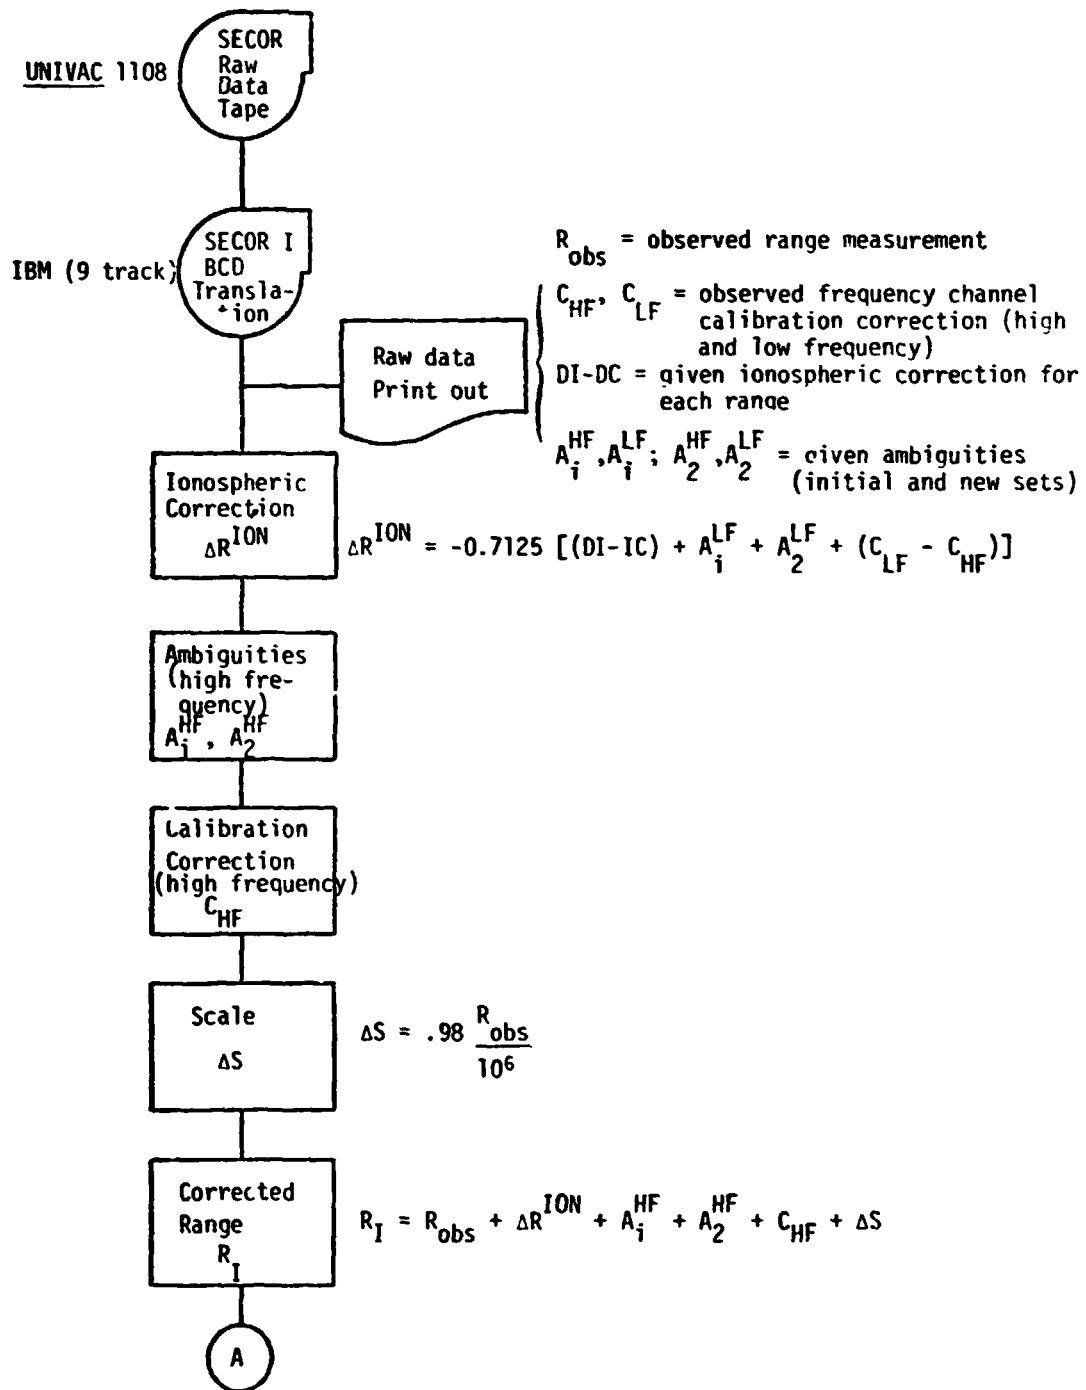 UNIVAC 1108
SECOR
Raw
Data
Tape
IBM (9 track)
SECOR I
BCD
Transla-
tion
Raw data
Print out
R_obs = observed range measurement
C_HF, C_LF = observed frequency channel
calibration correction (high
and low frequency)
DI-DC = given ionospheric correction for
each range
A_i^HF, A_i^LF; A_2^HF, A_2^LF = given ambiguities
(initial and new sets)
Ionospheric
Correction
ΔR^ION
ΔR^ION = -0.7125 [(DI-IC) + A_i^LF + A_2^LF + (C_LF - C_HF)]
Ambiguities
(high fre-
quency)
A_i^HF, A_2^HF
Calibration
Correction
(high frequency)
C_HF
Scale
ΔS
ΔS = .98 R_obs / 10^6
Corrected
Range
R_I
R_I = R_obs + ΔR^ION + A_i^HF + A_2^HF + C_HF + ΔS
A